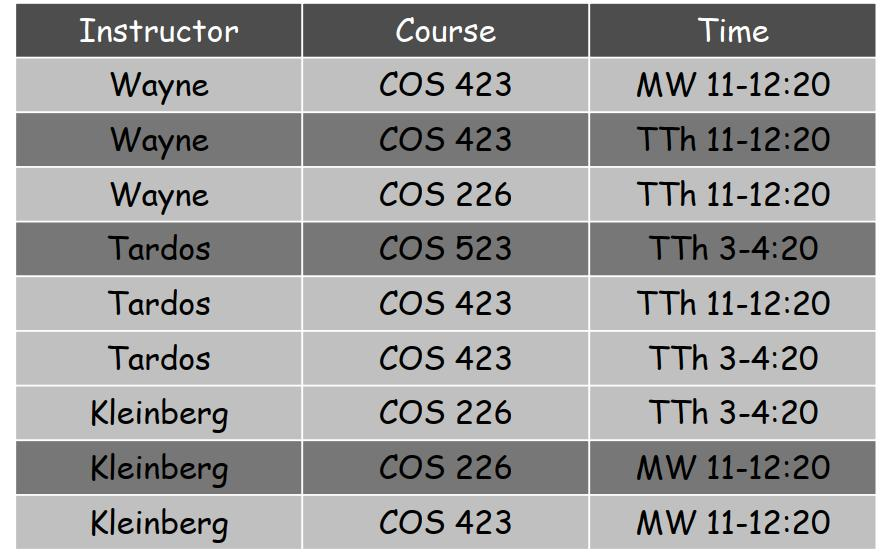 Instructor Course Time
Wayne COS 423 MW 11-12:20
Wayne COS 423 TTh 11-12:20
Wayne COS 226 TTh 11-12:20
Tardos COS 523 TTh 3-4:20
Tardos COS 423 TTh 11-12:20
Tardos COS 423 TTh 3-4:20
Kleinberg COS 226 TTh 3-4:20
Kleinberg COS 226 MW 11-12:20
Kleinberg COS 423 MW 11-12:20